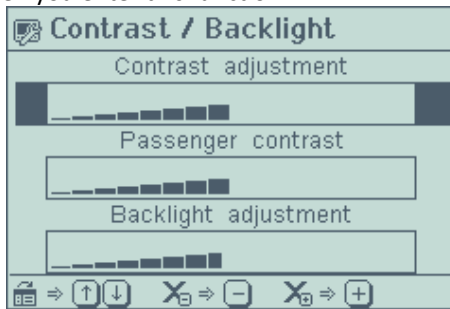 Contrast / Backlight
Contrast adjustment
Passenger contrast
Backlight adjustment
⇒ ↑ ↓ X ⇒ - X ⇒ +